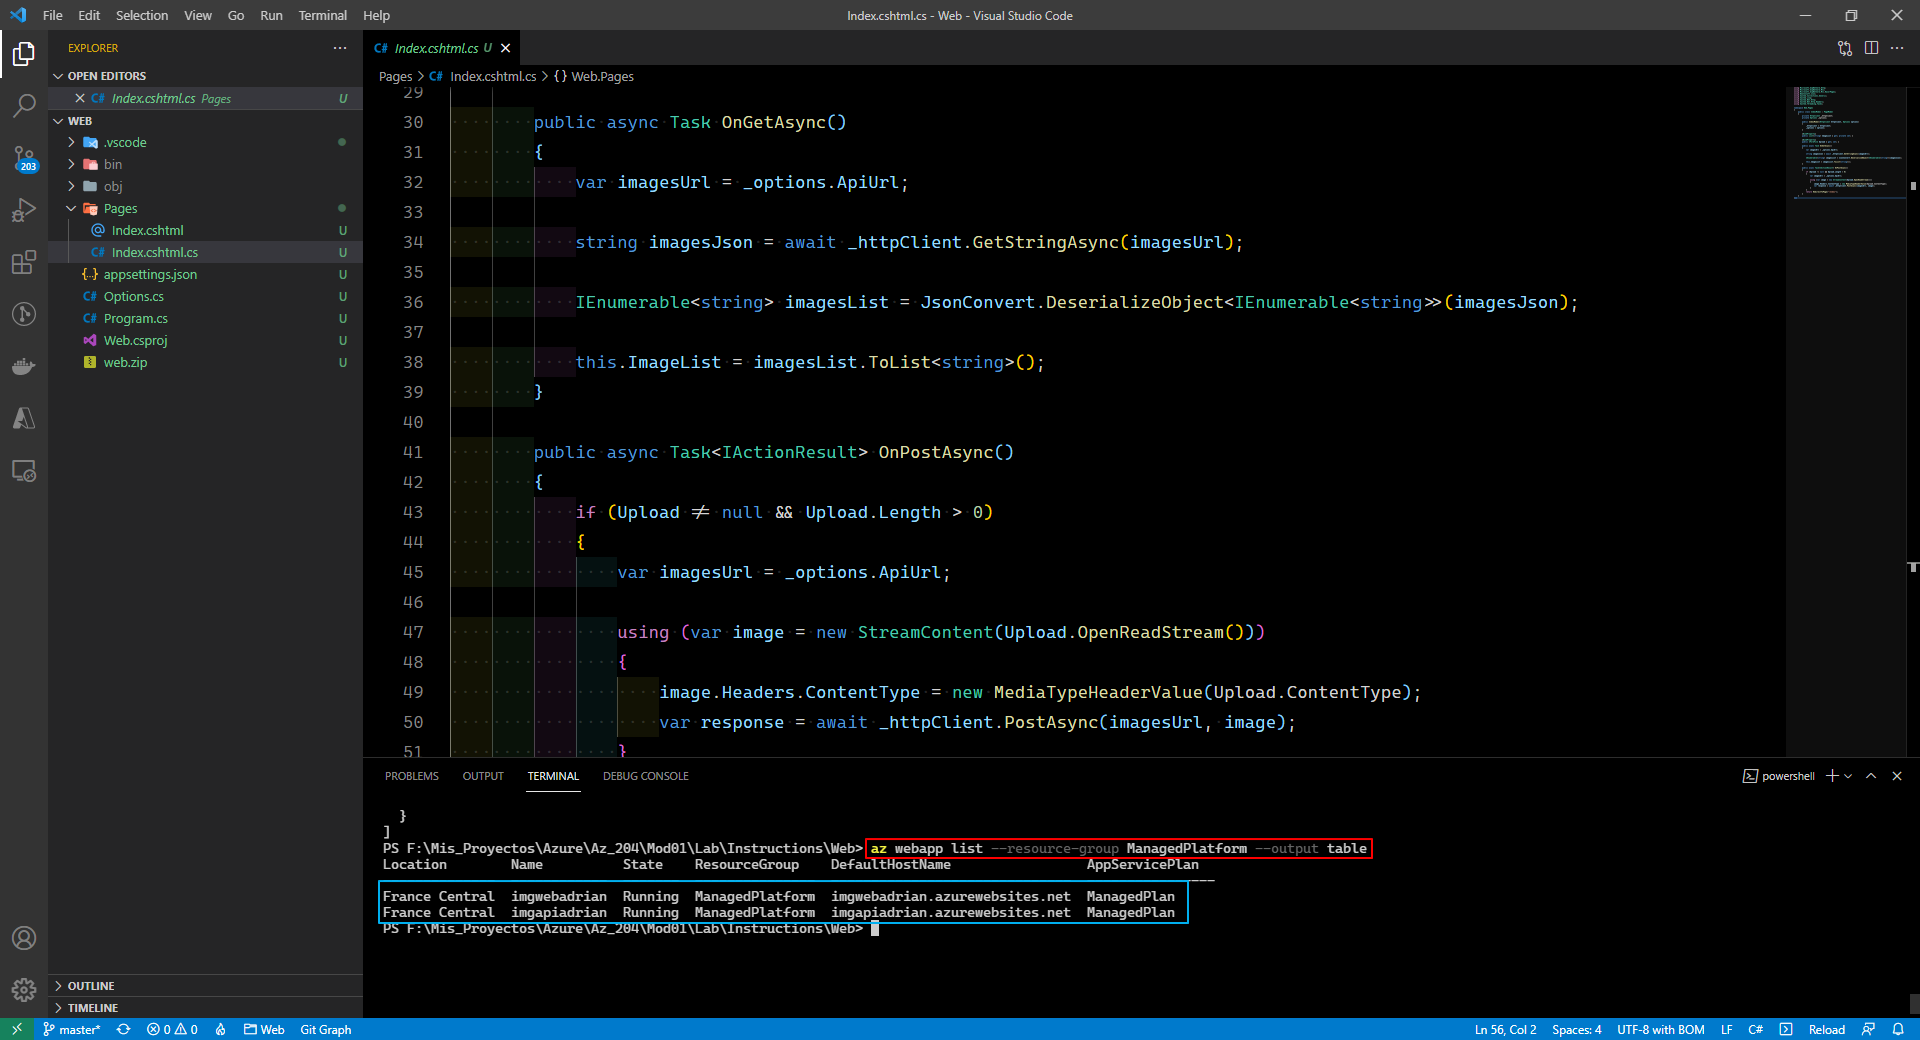 File Edit Selection View Go Run Terminal Help
Index.cshtml.cs - Web - Visual Studio Code
EXPLORER
OPEN EDITORS
Index.cshtml.cs Pages U
WEB
.vscode
bin
obj
Pages
Index.cshtml U
Index.cshtml.cs U
appsettings.json U
Options.cs U
Program.cs U
Web.csproj U
web.zip U
OUTLINE
TIMELINE
203
Index.cshtml.cs U
Pages > Index.cshtml.cs > {} Web.Pages
29
30 public async Task OnGetAsync()
31 {
32 var imagesUrl = _options.ApiUrl;
33
34 string imagesJson = await _httpClient.GetStringAsync(imagesUrl);
35
36 IEnumerable<string> imagesList = JsonConvert.DeserializeObject<IEnumerable<string>>(imagesJson);
37
38 this.ImageList = imagesList.ToList<string>();
39 }
40
41 public async Task<IActionResult> OnPostAsync()
42 {
43 if (Upload != null && Upload.Length > 0)
44 {
45 var imagesUrl = _options.ApiUrl;
46
47 using (var image = new StreamContent(Upload.OpenReadStream()))
48 {
49 image.Headers.ContentType = new MediaTypeHeaderValue(Upload.ContentType);
50 var response = await _httpClient.PostAsync(imagesUrl, image);
51 }
PROBLEMS OUTPUT TERMINAL DEBUG CONSOLE
powershell
}
]
PS F:\Mis_Proyectos\Azure\Az_204\Mod01\Lab\Instructions\Web> az webapp list --resource-group ManagedPlatform --output table
Location Name State ResourceGroup DefaultHostName AppServicePlan
France Central imgwebadrian Running ManagedPlatform imgwebadrian.azurewebsites.net ManagedPlan
France Central imgapiadrian Running ManagedPlatform imgapiadrian.azurewebsites.net ManagedPlan
PS F:\Mis_Proyectos\Azure\Az_204\Mod01\Lab\Instructions\Web>
master* 0 0 Web Git Graph
Ln 56, Col 2 Spaces: 4 UTF-8 with BOM LF C# Reload